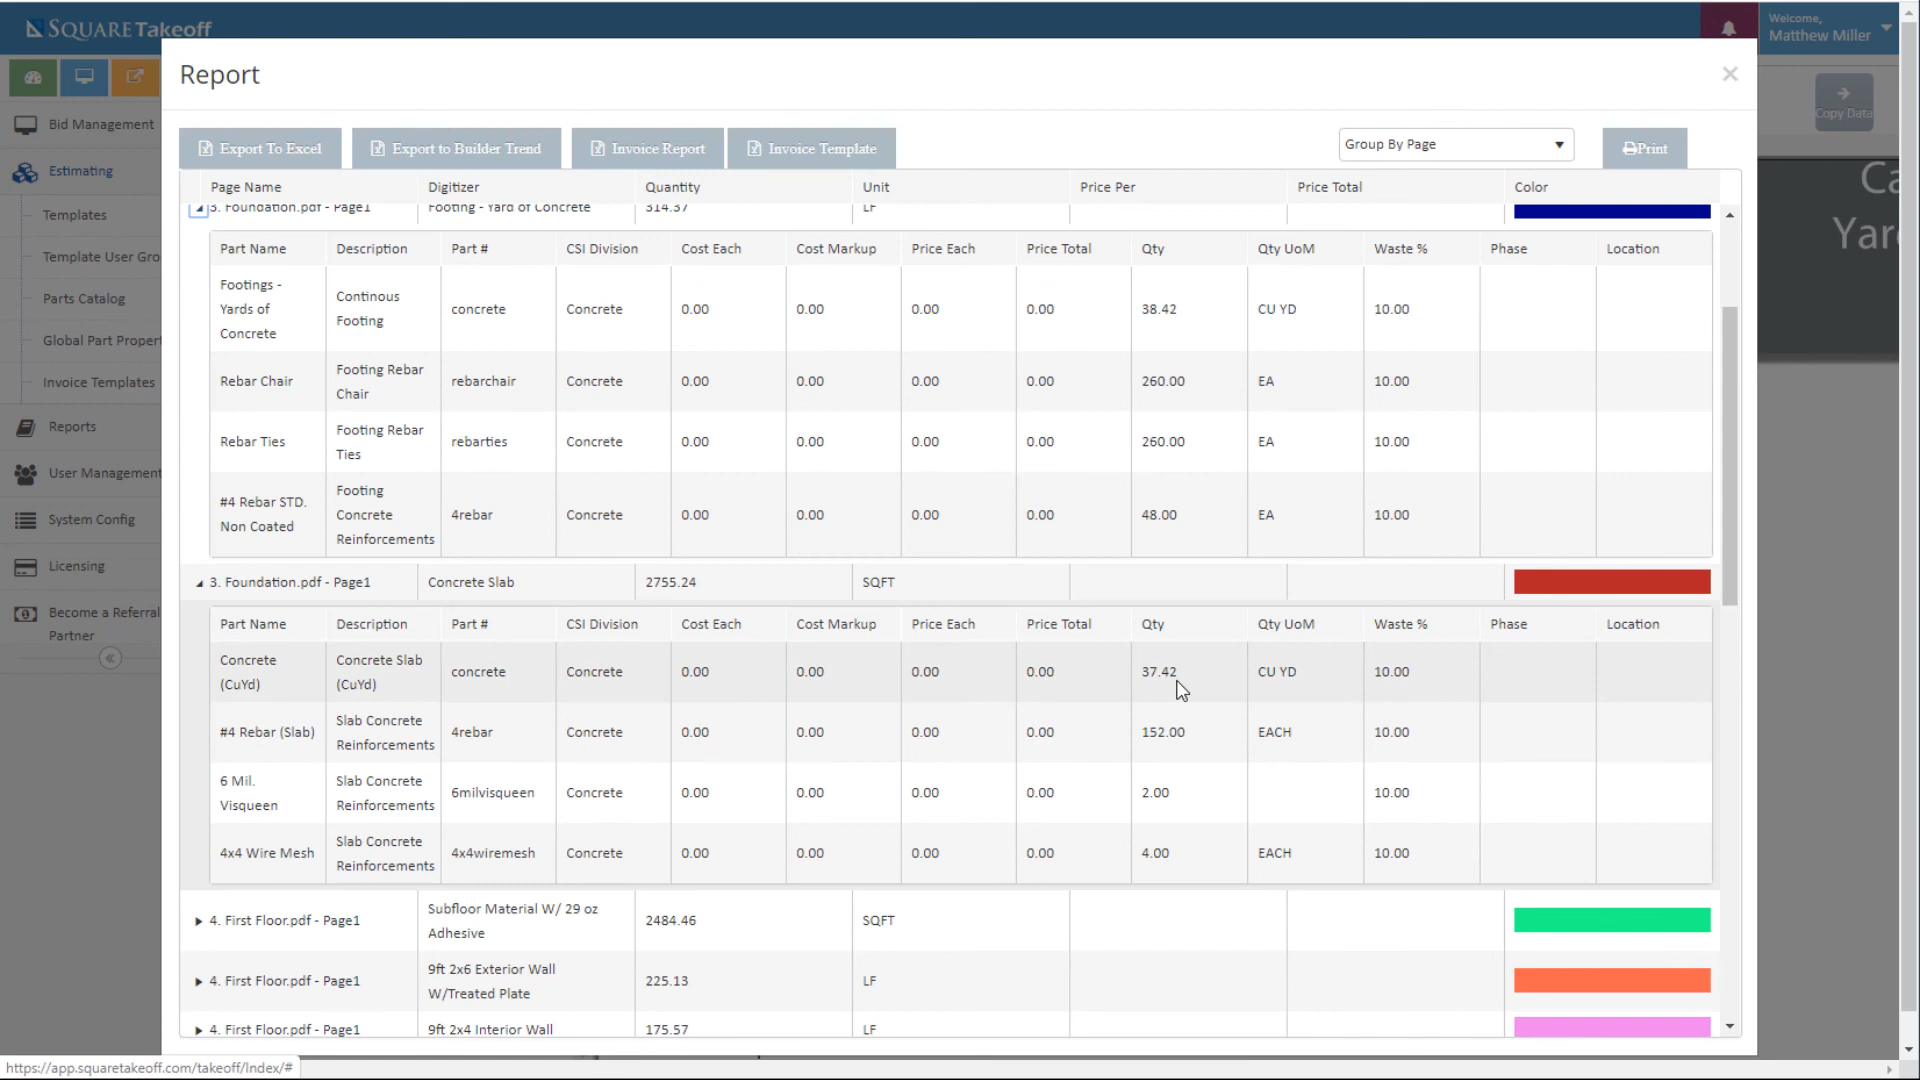 SQUARE Takeoff
Welcome,
Matthew Miller
Report
Copy Data
Bid Management
Estimating
Templates
Template User Gro
Parts Catalog
Global Part Propert
Invoice Templates
Reports
User Management
System Config
Licensing
Become a Referral
Partner
Export To Excel
Export to Builder Trend
Invoice Report
Invoice Template
Group By Page
Print
Page Name Digitizer Quantity Unit Price Per Price Total Color
3. Foundation.pdf - Page1 Footing - Yard of Concrete 314.37 LF
Part Name Description Part # CSI Division Cost Each Cost Markup Price Each Price Total Qty Qty UoM Waste % Phase Location
Footings - Yards of Concrete Continous Footing concrete Concrete 0.00 0.00 0.00 0.00 38.42 CU YD 10.00
Rebar Chair Footing Rebar Chair rebarchair Concrete 0.00 0.00 0.00 0.00 260.00 EA 10.00
Rebar Ties Footing Rebar Ties rebarties Concrete 0.00 0.00 0.00 0.00 260.00 EA 10.00
#4 Rebar STD. Non Coated Footing Concrete Reinforcements 4rebar Concrete 0.00 0.00 0.00 0.00 48.00 EA 10.00
3. Foundation.pdf - Page1 Concrete Slab 2755.24 SQFT
Part Name Description Part # CSI Division Cost Each Cost Markup Price Each Price Total Qty Qty UoM Waste % Phase Location
Concrete (CuYd) Concrete Slab (CuYd) concrete Concrete 0.00 0.00 0.00 0.00 37.42 CU YD 10.00
#4 Rebar (Slab) Slab Concrete Reinforcements 4rebar Concrete 0.00 0.00 0.00 0.00 152.00 EACH 10.00
6 Mil. Visqueen Slab Concrete Reinforcements 6milvisqueen Concrete 0.00 0.00 0.00 0.00 2.00 10.00
4x4 Wire Mesh Slab Concrete Reinforcements 4x4wiremesh Concrete 0.00 0.00 0.00 0.00 4.00 EACH 10.00
4. First Floor.pdf - Page1 Subfloor Material W/ 29 oz Adhesive 2484.46 SQFT
4. First Floor.pdf - Page1 9ft 2x6 Exterior Wall W/Treated Plate 225.13 LF
4. First Floor.pdf - Page1 9ft 2x4 Interior Wall 175.57 LF
Ca
Yar
https://app.squaretakeoff.com/takeoff/Index/#